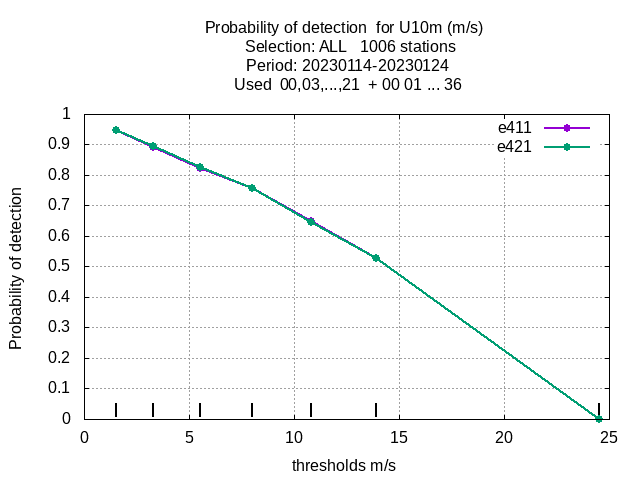 Probability of detection  for U10m (m/s)
Selection: ALL   1006 stations
Period: 20230114-20230124
Used  00,03,...,21  + 00 01 ... 36
e411
e421
1
0.9
0.8
0.7
0.6
0.5
0.4
0.3
0.2
0.1
0
Probability of detection
0 5 10 15 20 25
thresholds m/s